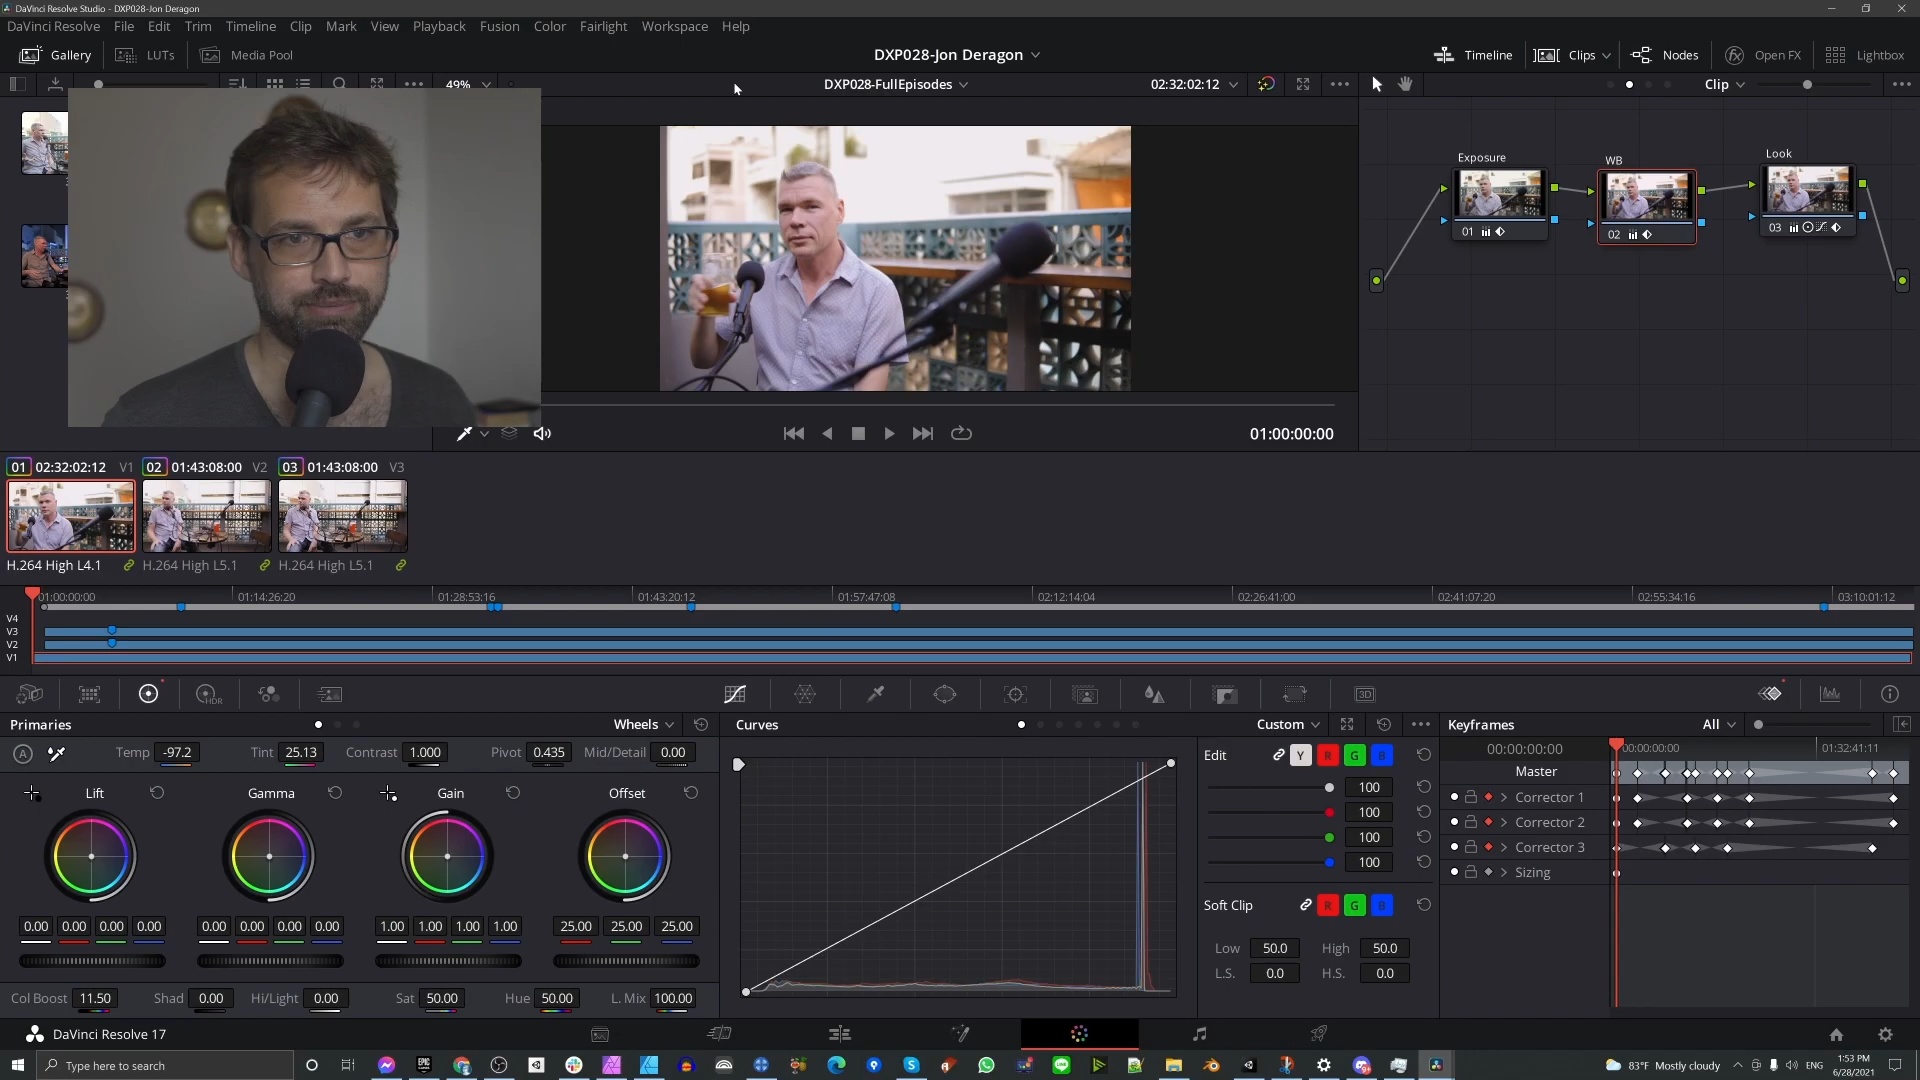 DaVinci Resolve Studio - DXP028-Jon Deragon
DaVinci Resolve File Edit Trim Timeline Clip Mark View Playback Fusion Color Fairlight Workspace Help
Gallery LUTs Media Pool DXP028-Jon Deragon Timeline Clips Nodes Open FX Lightbox
49% DXP028-FullEpisodes 02:32:02:12 Clip
Exposure WB Look
01 02 03
01:00:00:00
01 02:32:02:12 V1 02 01:43:08:00 V2 03 01:43:08:00 V3
H.264 High L4.1 H.264 High L5.1 H.264 High L5.1
01:00:00:00 01:14:26:20 01:28:53:16 01:43:20:12 01:57:47:08 02:12:14:04 02:26:41:00 02:41:07:20 02:55:34:16 03:10:01:12
V4
V3
V2
V1
HDR 3D
Primaries Wheels Curves Custom Keyframes All
A Temp -97.2 Tint 25.13 Contrast 1.000 Pivot 0.435 Mid/Detail 0.00
Edit Y R G B
00:00:00:00 00:00:00:00 01:32:41:11
Master
Lift Gamma Gain Offset
100
100
100
100
Corrector 1
Corrector 2
Corrector 3
Sizing
0.00 0.00 0.00 0.00 0.00 0.00 0.00 0.00 1.00 1.00 1.00 1.00 25.00 25.00 25.00
Soft Clip R G B
Low 50.0 High 50.0
L.S. 0.0 H.S. 0.0
Col Boost 11.50 Shad 0.00 Hi/Light 0.00 Sat 50.00 Hue 50.00 L. Mix 100.00
DaVinci Resolve 17
Type here to search 83°F Mostly cloudy ENG 1:53 PM
6/28/2021